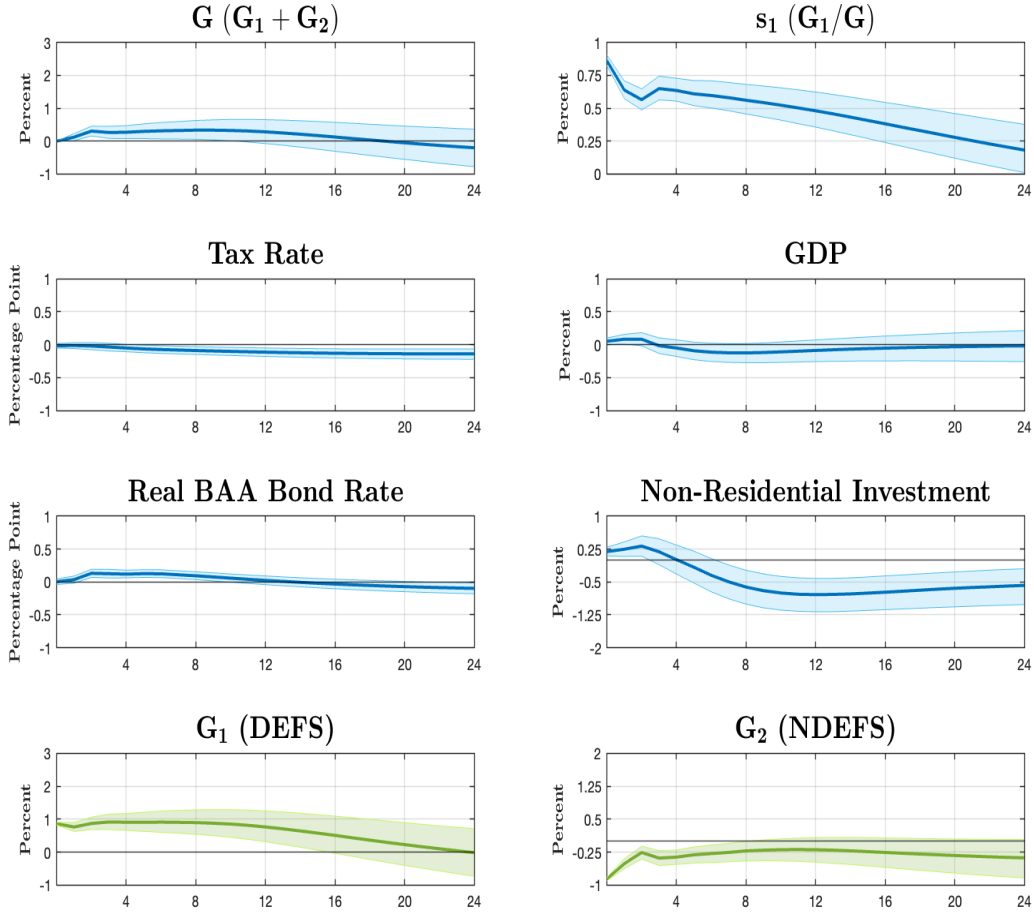 G (G₁ + G₂)
Percent
3
2
1
0
-1
4 8 12 16 20 24
s₁ (G₁/G)
Percent
1
0.75
0.5
0.25
0
4 8 12 16 20 24
Tax Rate
Percentage Point
1
0.5
0
-0.5
-1
4 8 12 16 20 24
GDP
Percent
1
0.5
0
-0.5
-1
4 8 12 16 20 24
Real BAA Bond Rate
Percentage Point
1
0.5
0
-0.5
-1
4 8 12 16 20 24
Non-Residential Investment
Percent
1
0.25
-0.5
-1.25
-2
4 8 12 16 20 24
G₁ (DEFS)
Percent
3
2
1
0
-1
4 8 12 16 20 24
G₂ (NDEFS)
Percent
2
1.25
0.5
-0.25
-1
4 8 12 16 20 24